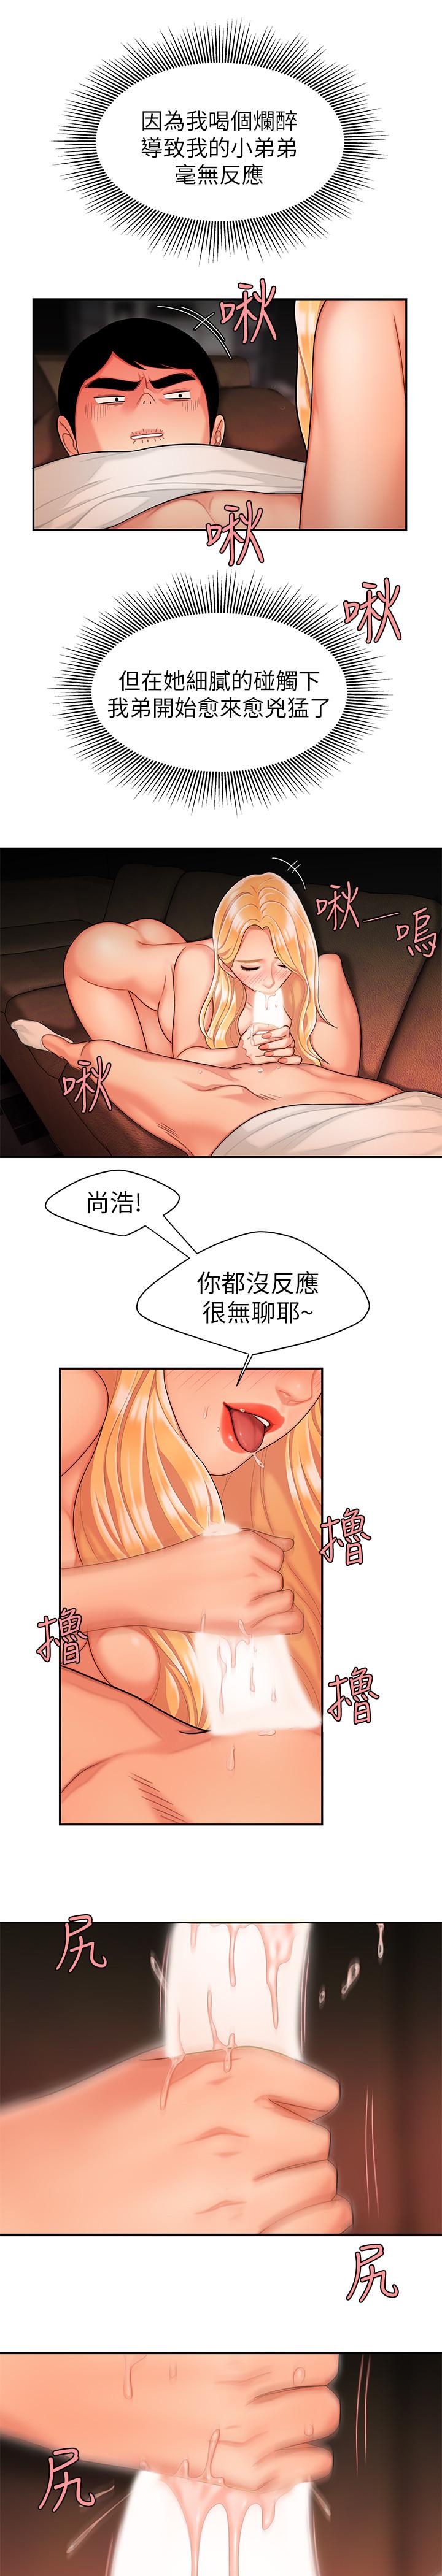 因為我喝個爛醉
導致我的小弟弟
毫無反應
啾
啾
啾
但在她細膩的碰觸下
我弟開始愈來愈兇猛了
啾—嗚
啾
尚浩!
你都沒反應
很無聊耶~
擼
擼
擼
尻
尻
尻